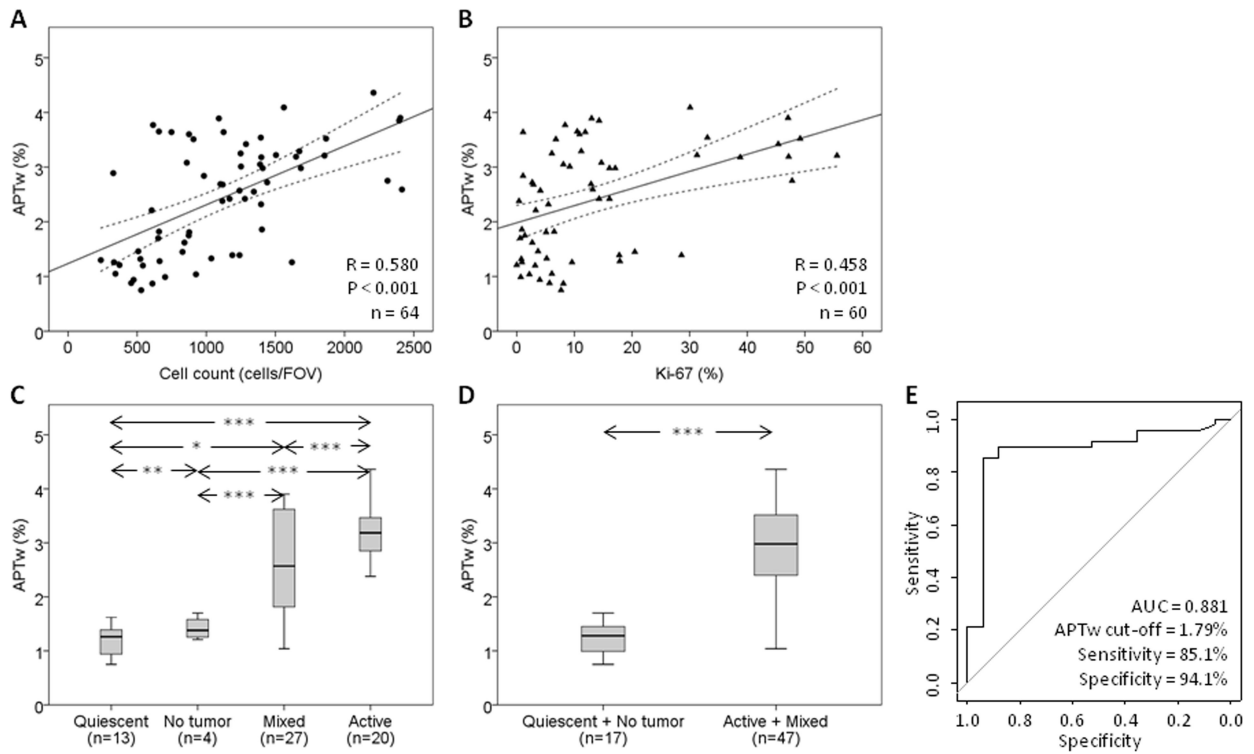 A
5
4
3
2
1
0
APTw (%)
R = 0.580
P < 0.001
n = 64
0 500 1000 1500 2000 2500
Cell count (cells/FOV)
B
5
4
3
2
1
0
APTw (%)
R = 0.458
P < 0.001
n = 60
0 10 20 30 40 50 60
Ki-67 (%)
C
5
4
3
2
1
0
APTw (%)
***
* ***
** ***
***
Quiescent No tumor Mixed Active
(n=13) (n=4) (n=27) (n=20)
D
5
4
3
2
1
0
APTw (%)
***
Quiescent + No tumor Active + Mixed
(n=17) (n=47)
E
1.0
0.8
0.6
0.4
0.2
0.0
Sensitivity
AUC = 0.881
APTw cut-off = 1.79%
Sensitivity = 85.1%
Specificity = 94.1%
1.0 0.8 0.6 0.4 0.2 0.0
Specificity